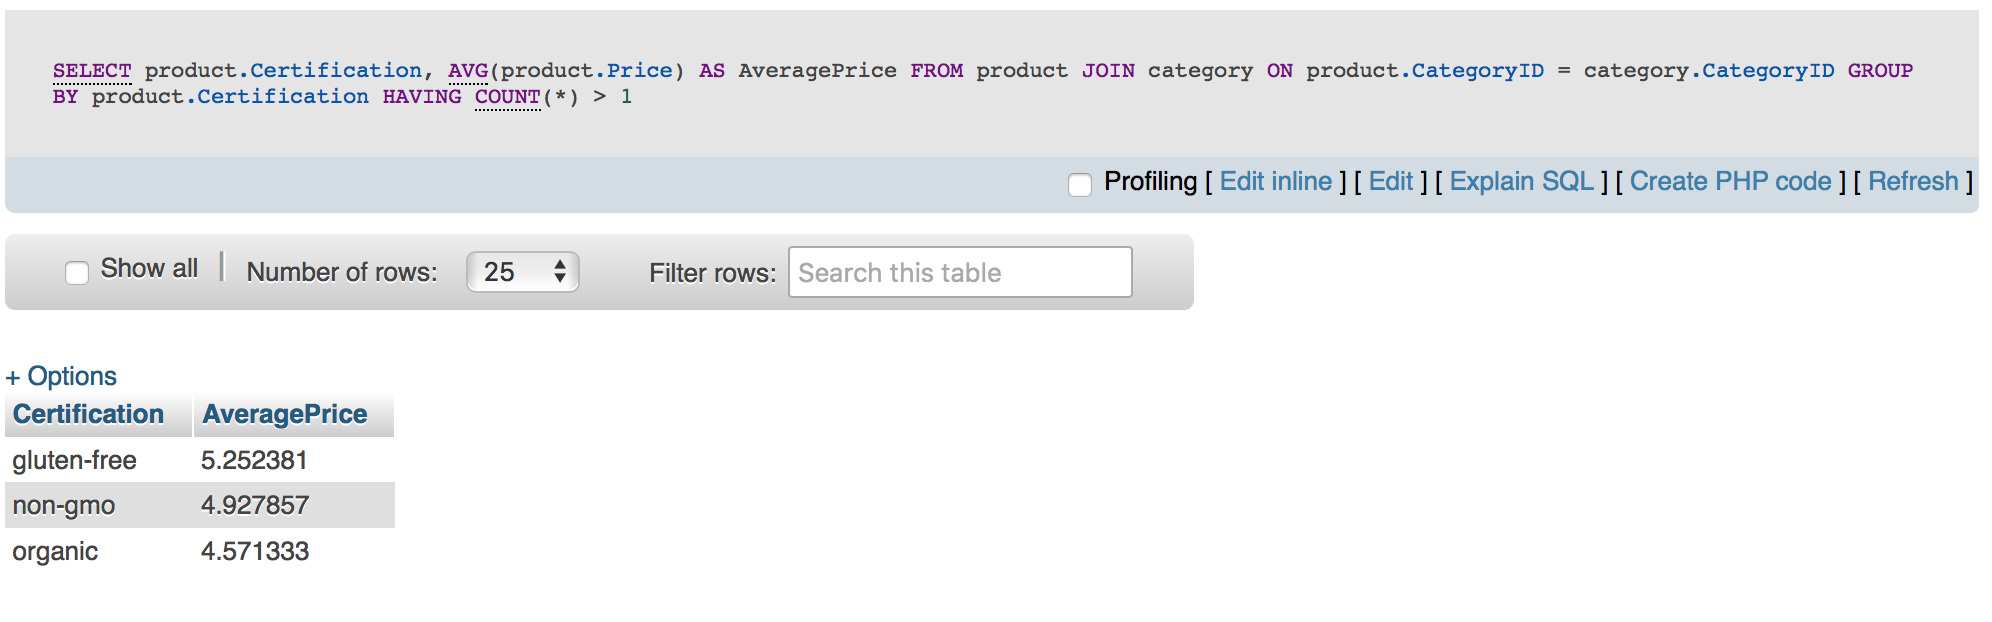 SELECT product.Certification, AVG(product.Price) AS AveragePrice FROM product JOIN category ON product.CategoryID = category.CategoryID GROUP
BY product.Certification HAVING COUNT(*) > 1
Profiling [ Edit inline ] [ Edit ] [ Explain SQL ] [ Create PHP code ] [ Refresh ]
Show all | Number of rows: 25 Filter rows: Search this table
+ Options
Certification AveragePrice
gluten-free 5.252381
non-gmo 4.927857
organic 4.571333